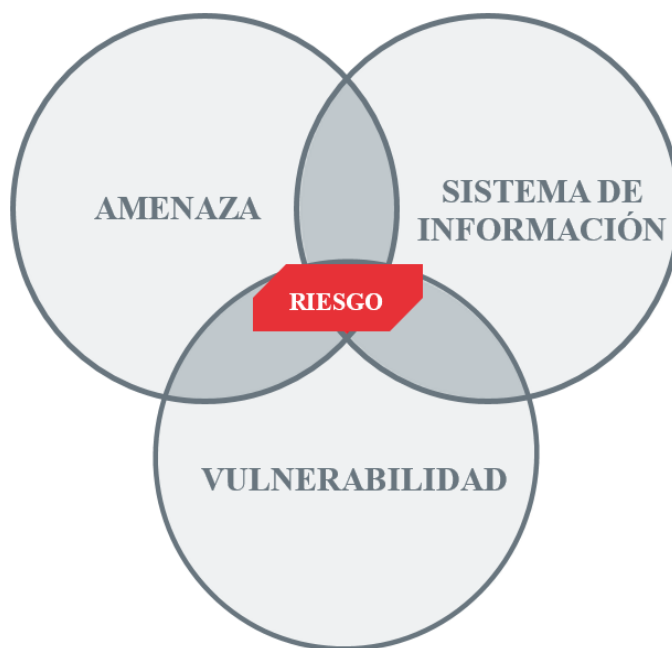 AMENAZA
SISTEMA DE
INFORMACIÓN
RIESGO
VULNERABILIDAD